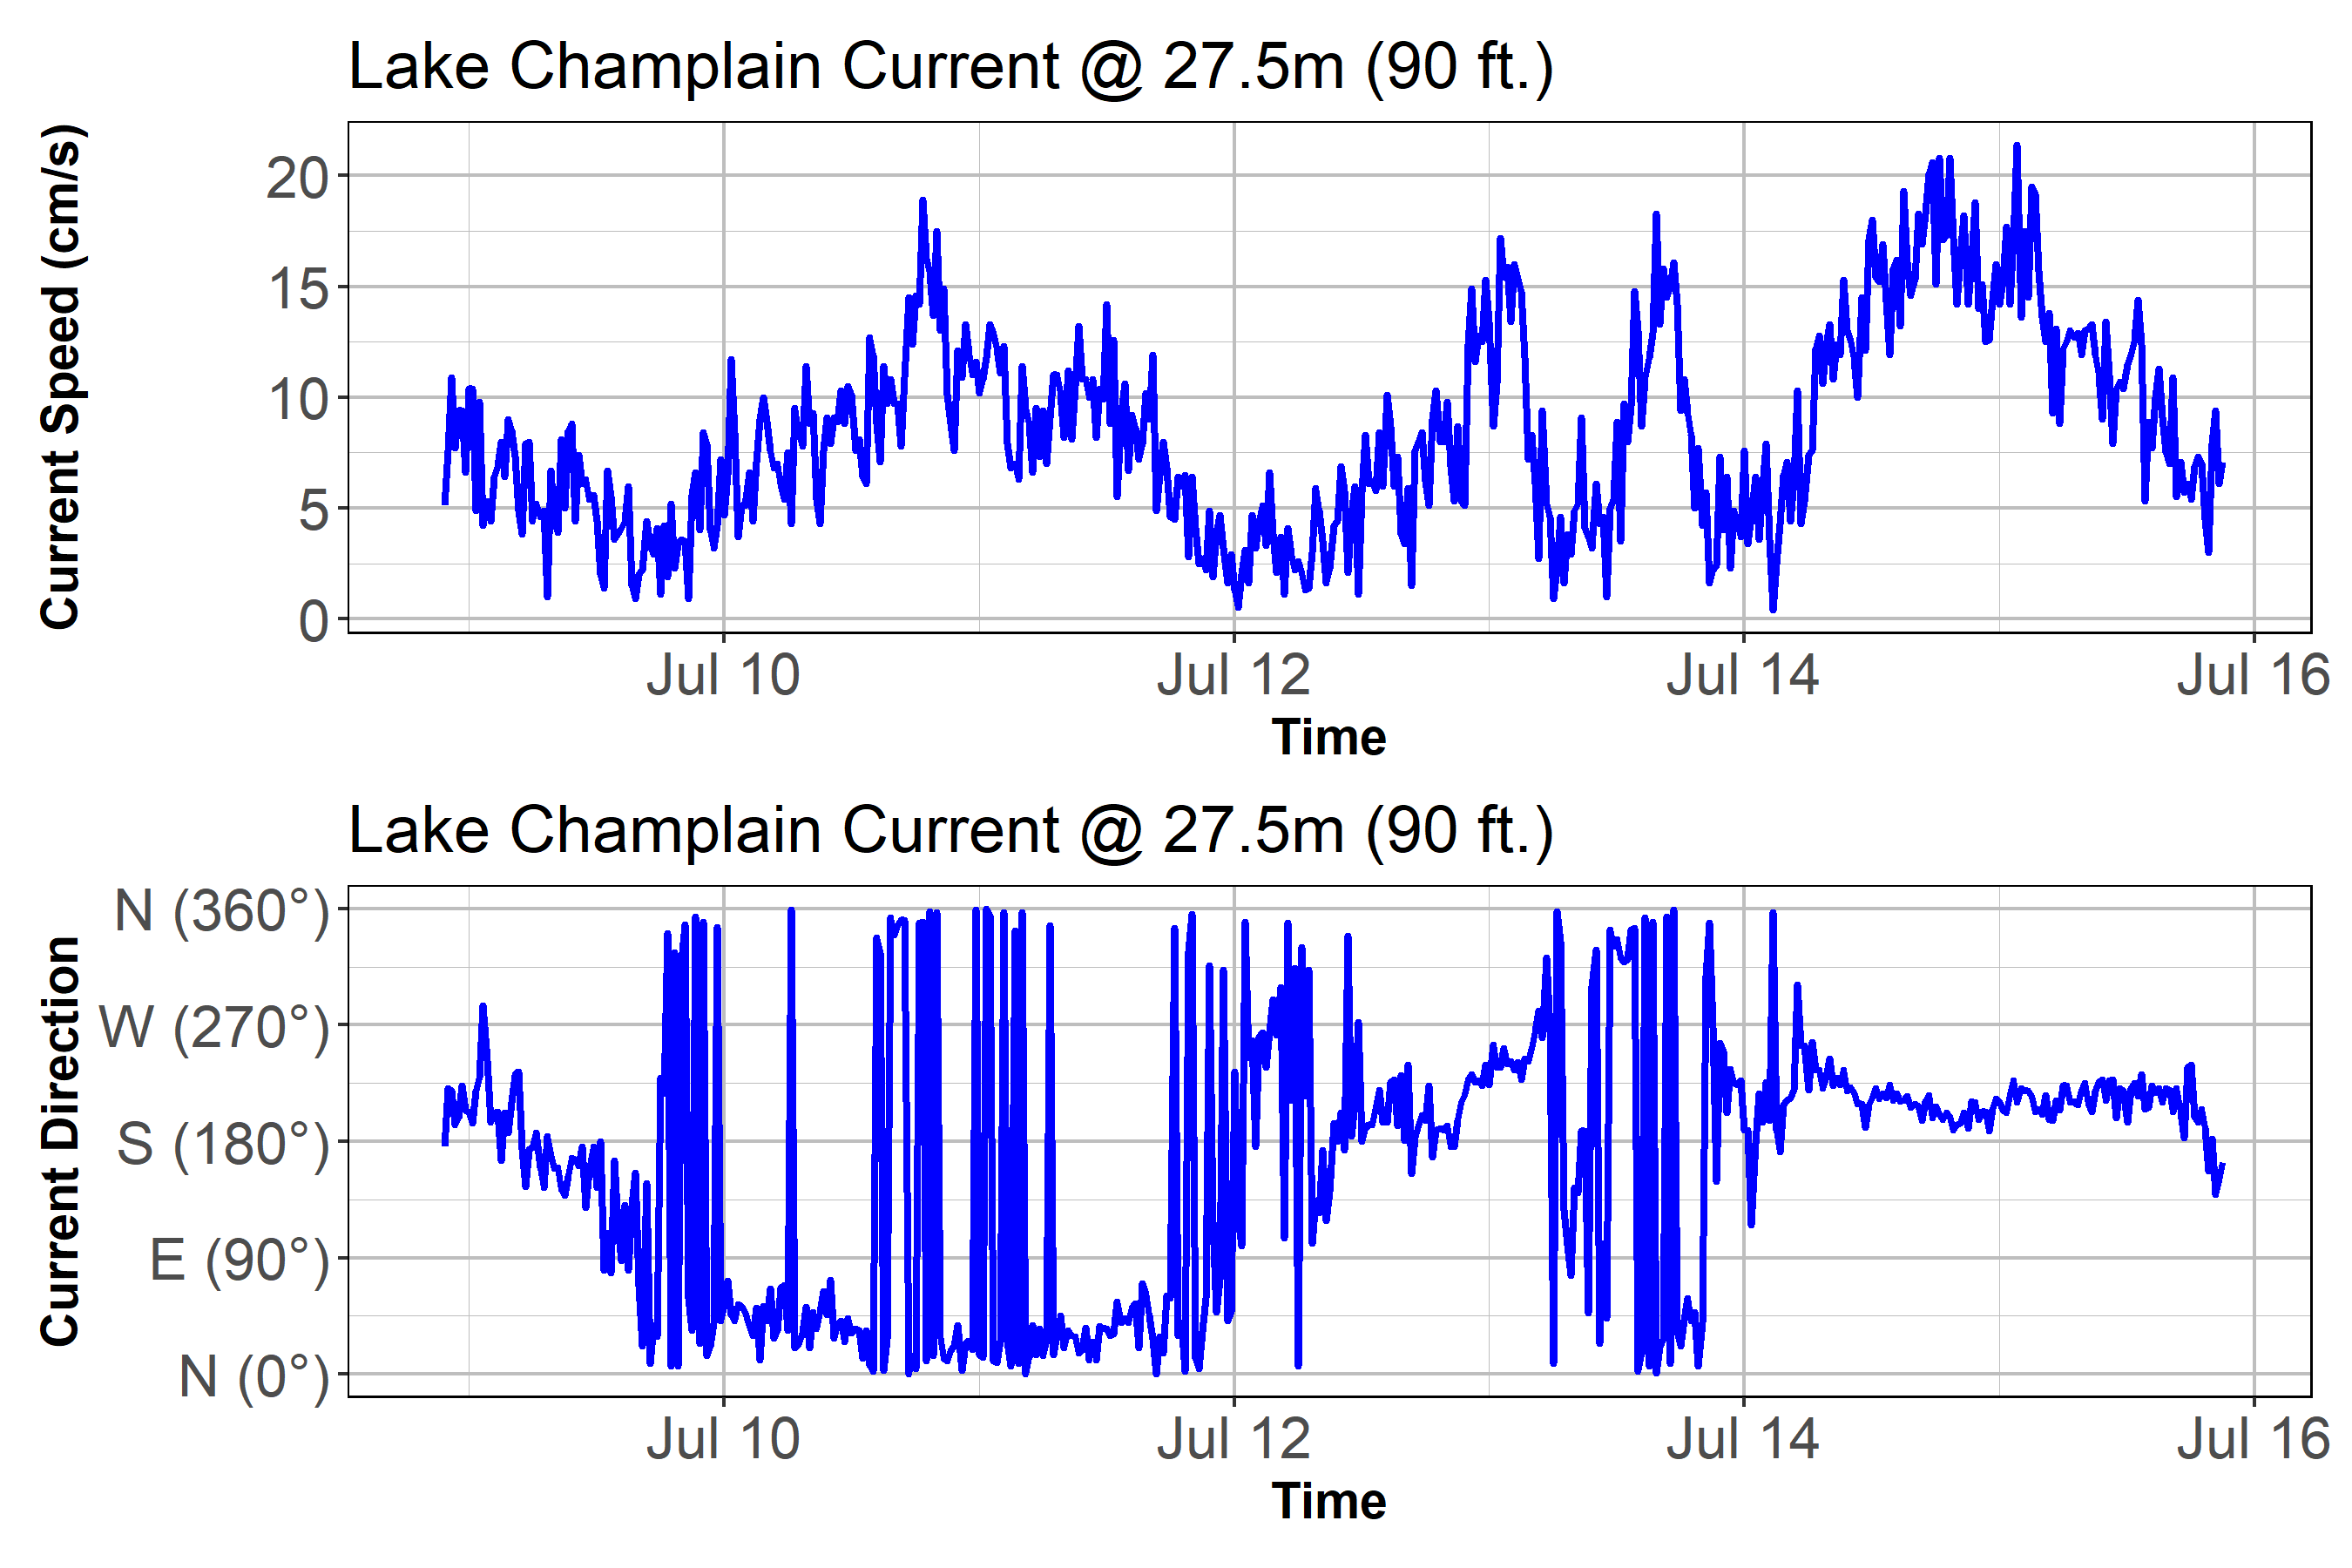 Lake Champlain Current @ 27.5m (90 ft.)
Current Speed (cm/s)
20
15
10
5
0
Jul 10 Jul 12 Jul 14 Jul 16
Time
Lake Champlain Current @ 27.5m (90 ft.)
Current Direction
N (360°)
W (270°)
S (180°)
E (90°)
N (0°)
Jul 10 Jul 12 Jul 14 Jul 16
Time